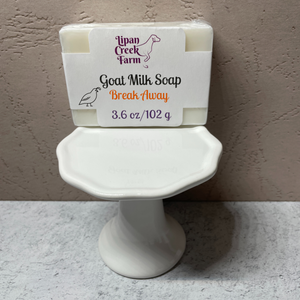 Lipan
Creek
Farm
Goat Milk Soap
Break Away
3.6 oz/102 g